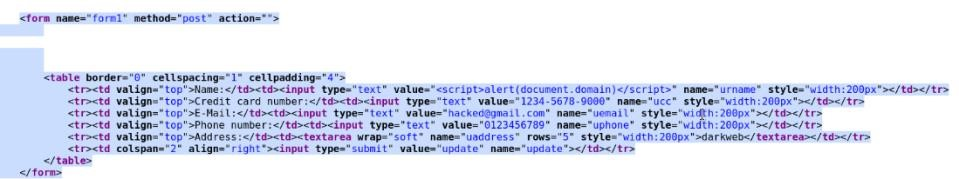 <form name="form1" method="post" action="">
<table border="0" cellspacing="1" cellpadding="4">
<tr><td valign="top">Name:</td><td><input type="text" value="<script>alert(document.domain)</script>" name="urname" style="width:200px"></td></tr>
<tr><td valign="top">Credit card number:</td><td><input type="text" value="1234-5678-9000" name="ucc" style="width:200px"></td></tr>
<tr><td valign="top">E-Mail:</td><td><input type="text" value="hacked@gmail.com" name="uemail" style="width:200px"></td></tr>
<tr><td valign="top">Phone number:</td><td><input type="text" value="0123456789" name="uphone" style="width:200px"></td></tr>
<tr><td valign="top">Address:</td><td><textarea wrap="soft" name="uaddress" rows="5" style="width:200px">darkweb</textarea></td></tr>
<tr><td colspan="2" align="right"><input type="submit" value="update" name="update"></td></tr>
</table>
</form>